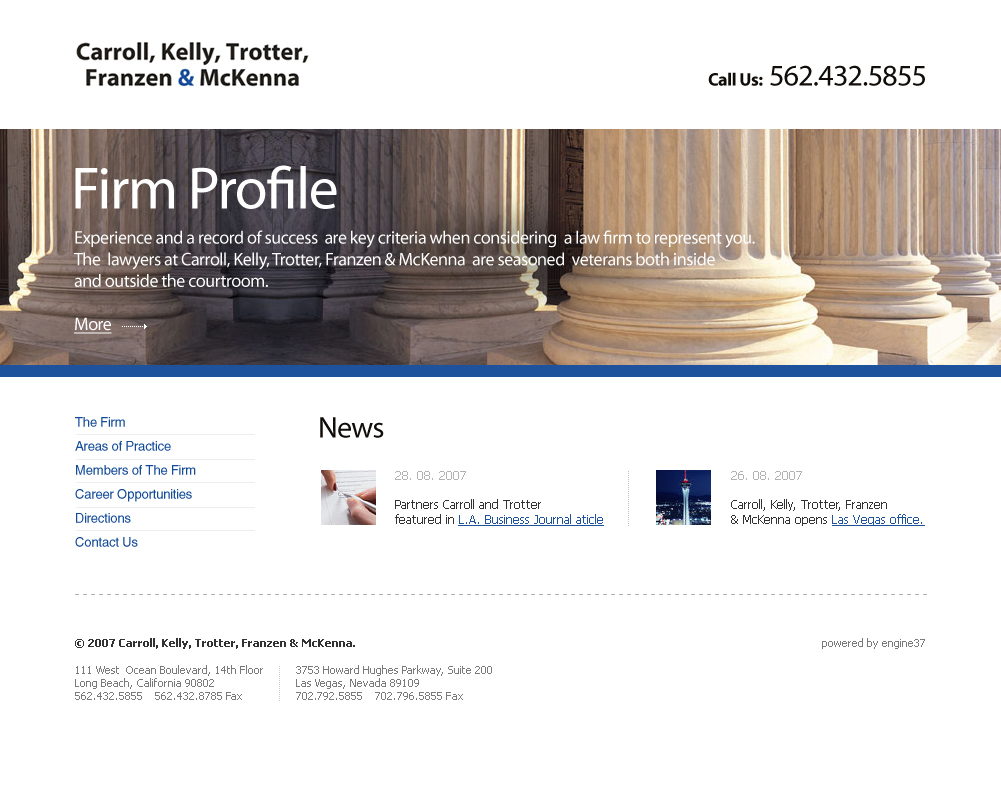 Carroll, Kelly, Trotter,
Franzen & McKenna
Call Us: 562.432.5855
Firm Profile
Experience and a record of success are key criteria when considering a law firm to represent you.
The lawyers at Carroll, Kelly, Trotter, Franzen & McKenna are seasoned veterans both inside
and outside the courtroom.
More
The Firm
Areas of Practice
Members of The Firm
Career Opportunities
Directions
Contact Us
News
28. 08. 2007
Partners Carroll and Trotter
featured in L.A. Business Journal aticle
26. 08. 2007
Carroll, Kelly, Trotter, Franzen
& McKenna opens Las Vegas office.
© 2007 Carroll, Kelly, Trotter, Franzen & McKenna.
powered by engine37
111 West Ocean Boulevard, 14th Floor
Long Beach, California 90802
562.432.5855 562.432.8785 Fax
3753 Howard Hughes Parkway, Suite 200
Las Vegas, Nevada 89109
702.792.5855 702.796.5855 Fax